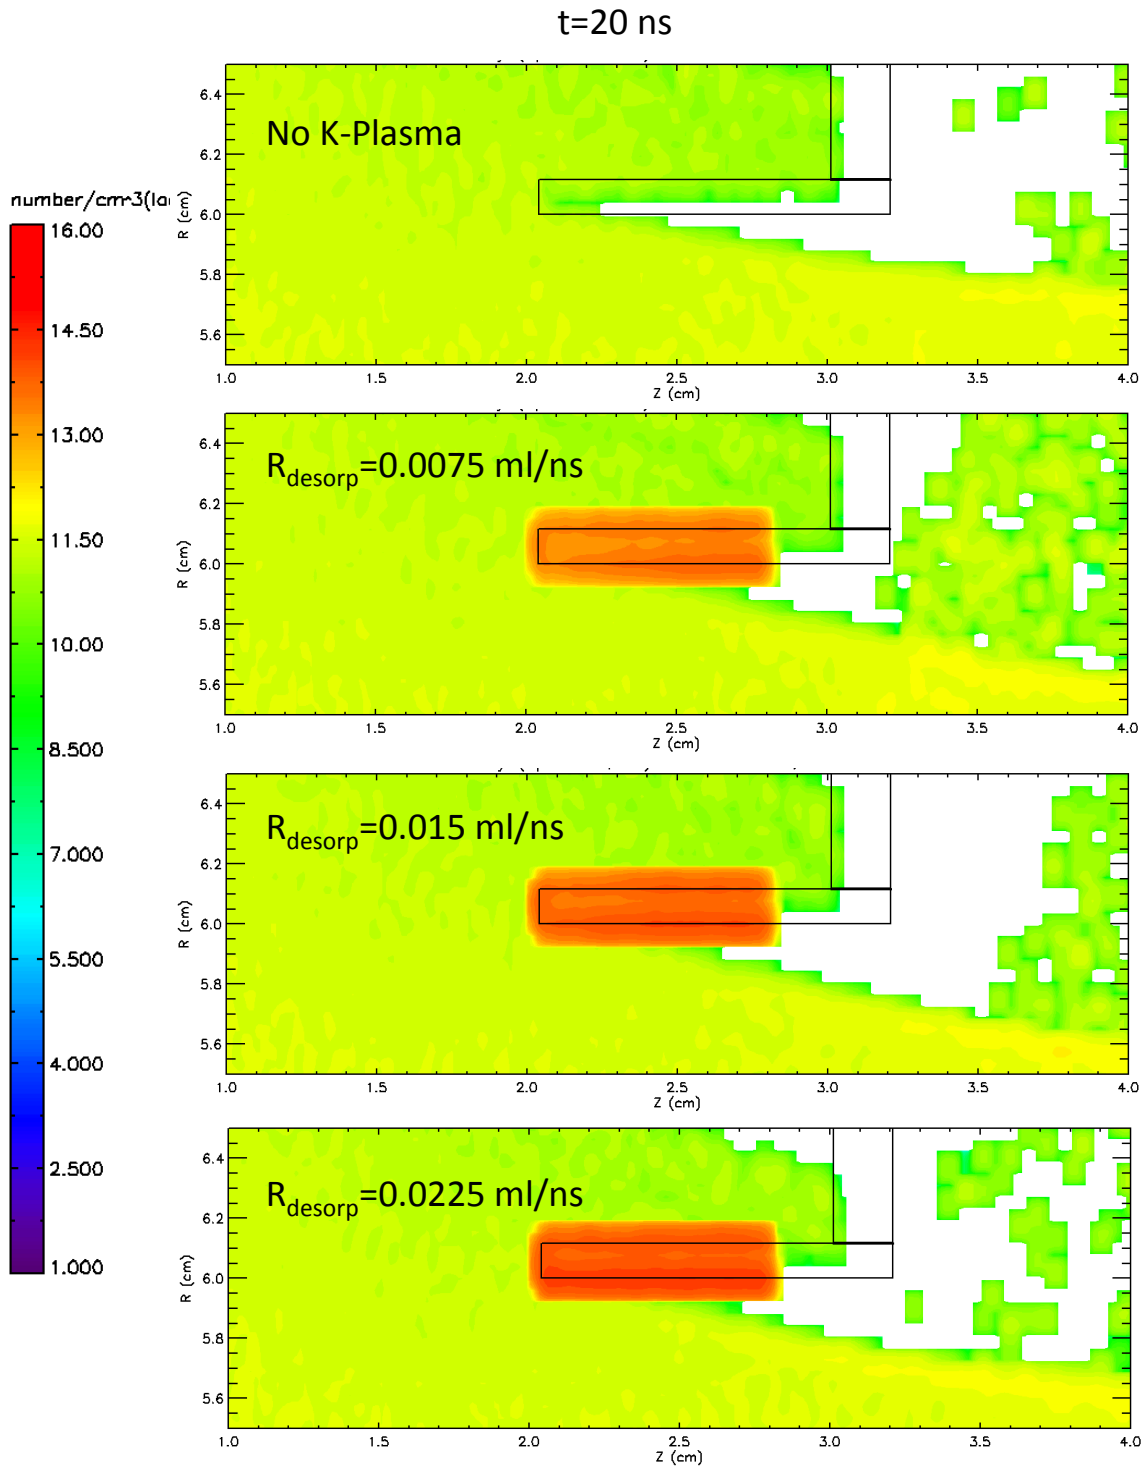 t=20 ns
number/cm^3(lo
16.00
14.50
13.00
11.50
10.00
8.500
7.000
5.500
4.000
2.500
1.000
No K-Plasma
R (cm)
6.4
6.2
6.0
5.8
5.6
1.0 1.5 2.0 2.5 3.0 3.5 4.0
Z (cm)
Rdesorp=0.0075 ml/ns
R (cm)
6.4
6.2
6.0
5.8
5.6
1.0 1.5 2.0 2.5 3.0 3.5 4.0
Z (cm)
Rdesorp=0.015 ml/ns
R (cm)
6.4
6.2
6.0
5.8
5.6
1.0 1.5 2.0 2.5 3.0 3.5 4.0
Z (cm)
Rdesorp=0.0225 ml/ns
R (cm)
6.4
6.2
6.0
5.8
5.6
1.0 1.5 2.0 2.5 3.0 3.5 4.0
Z (cm)